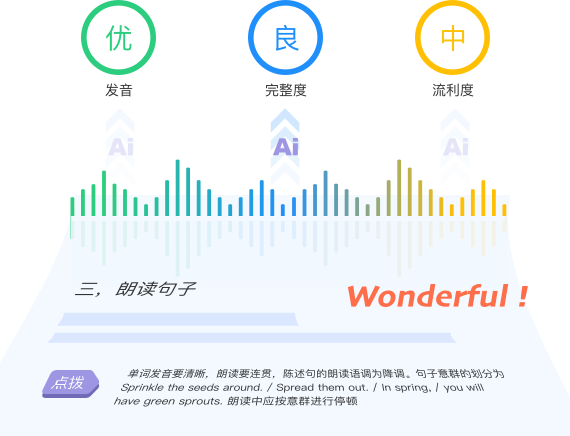 优 良 中
发音 完整度 流利度
Ai Ai Ai
三，朗读句子
Wonderful！
点拨
单词发音要清晰，朗读要连贯，陈述句的朗读语调为降调。句子意群的划分为
Sprinkle the seeds around. / Spread them out. / In spring, / you will
have green sprouts. 朗读中应按意群进行停顿